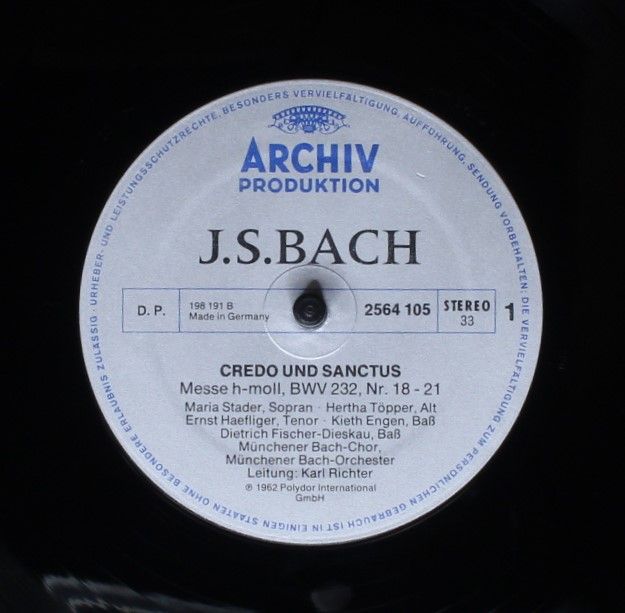 ARCHIV
PRODUKTION
J.S.BACH
D. P.
198 191 B
Made in Germany
2564 105
STEREO
33
1
CREDO UND SANCTUS
Messe h-moll, BWV 232, Nr. 18 - 21
Maria Stader, Sopran · Hertha Töpper, Alt
Ernst Haefliger, Tenor · Kieth Engen, Baß
Dietrich Fischer-Dieskau, Baß
Münchener Bach-Chor,
Münchener Bach-Orchester
Leitung: Karl Richter
℗ 1962 Polydor International
GmbH
URHEBER- UND LEISTUNGSSCHUTZRECHTE, BESONDERS VERVIELFÄLTIGUNG, AUFFÜHRUNG, SENDUNG VORBEHALTEN; DIE VERVIELFÄLTIGUNG ZUM PERSÖNLICHEN GEBRAUCH IST IN EINIGEN STAATEN OHNE BESONDERE ERLAUBNIS ZULÄSSIG ·